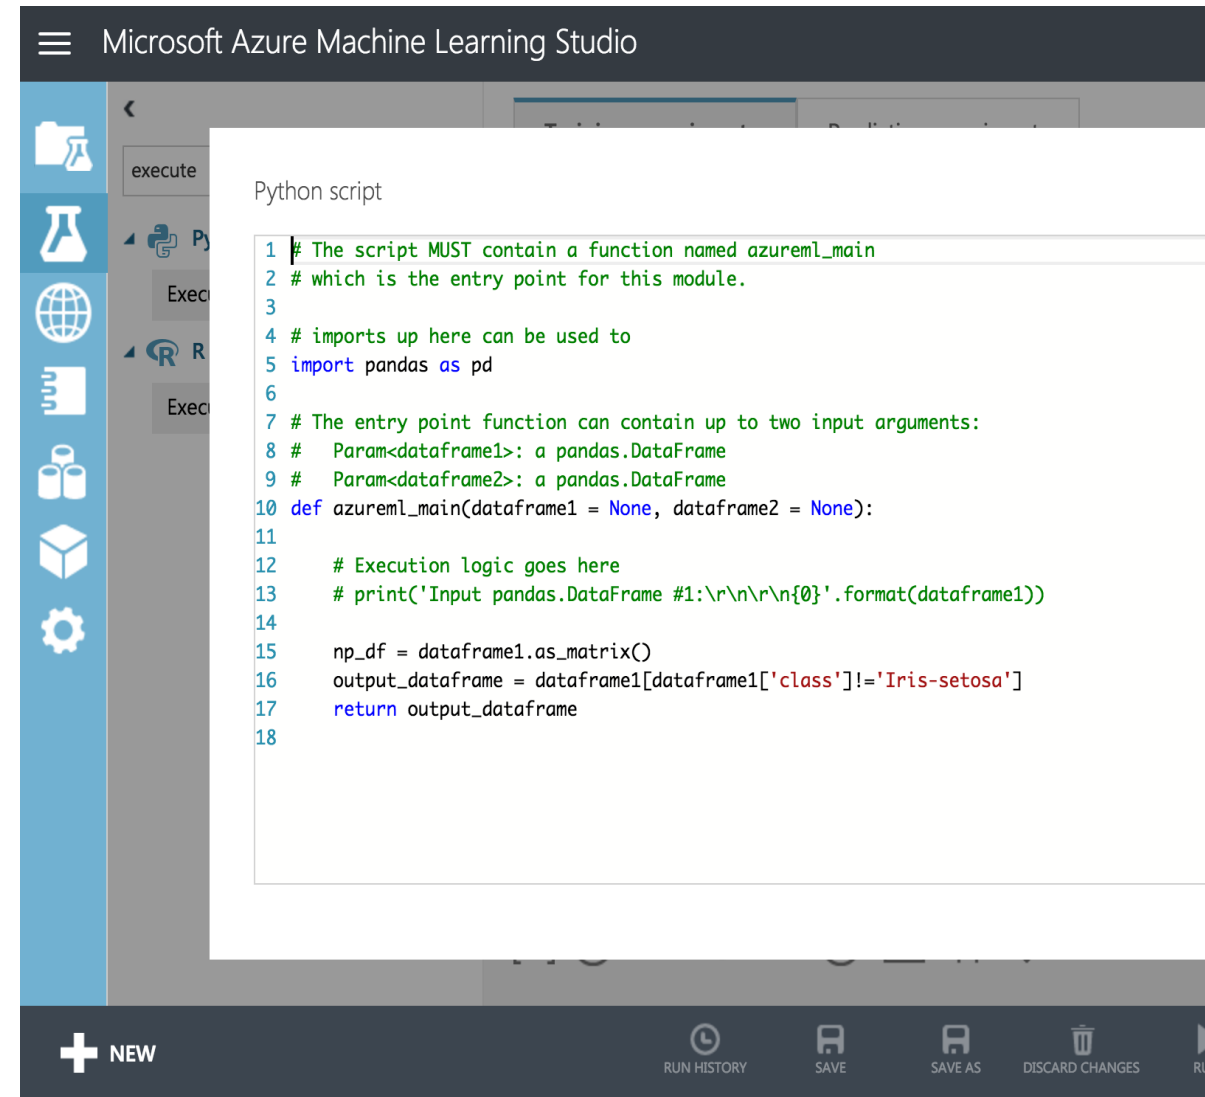 Microsoft Azure Machine Learning Studio
execute
Py
Execu
R
Execu
Python script
1 # The script MUST contain a function named azureml_main
2 # which is the entry point for this module.
3
4 # imports up here can be used to
5 import pandas as pd
6
7 # The entry point function can contain up to two input arguments:
8 #   Param<dataframe1>: a pandas.DataFrame
9 #   Param<dataframe2>: a pandas.DataFrame
10 def azureml_main(dataframe1 = None, dataframe2 = None):
11
12     # Execution logic goes here
13     # print('Input pandas.DataFrame #1:\r\n\r\n{0}'.format(dataframe1))
14
15     np_df = dataframe1.as_matrix()
16     output_dataframe = dataframe1[dataframe1['class']!='Iris-setosa']
17     return output_dataframe
18
NEW
RUN HISTORY
SAVE
SAVE AS
DISCARD CHANGES